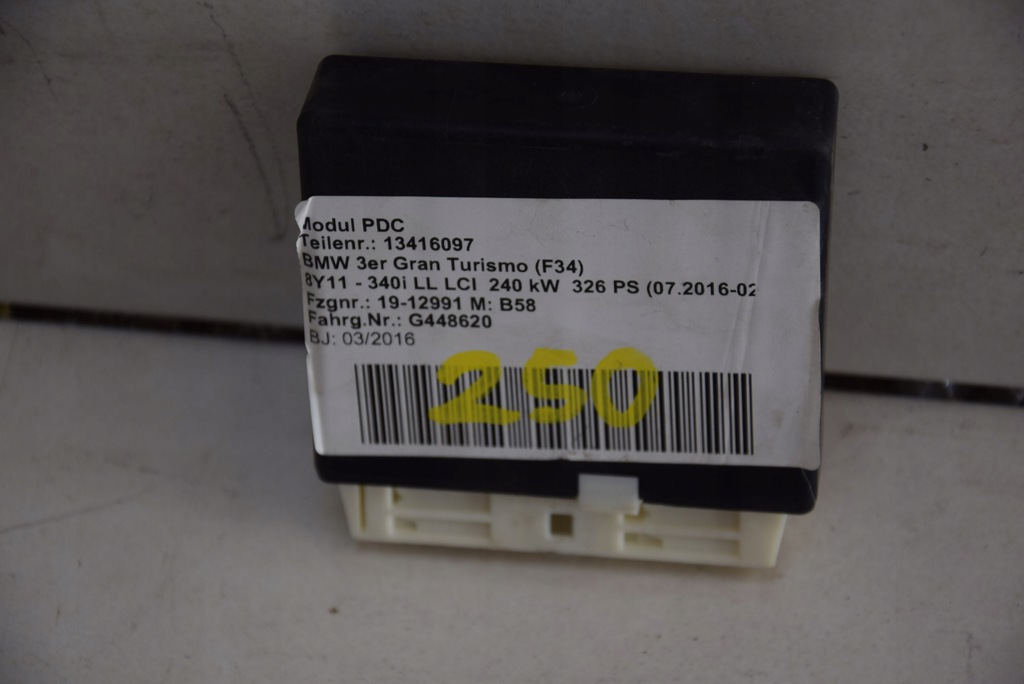 Modul PDC
Teilenr.: 13416097
BMW 3er Gran Turismo (F34)
8Y11 - 340i LL LCI 240 kW 326 PS (07.2016-02
Fzgnr.: 19-12991 M: B58
Fahrg.Nr.: G448620
BJ: 03/2016
250